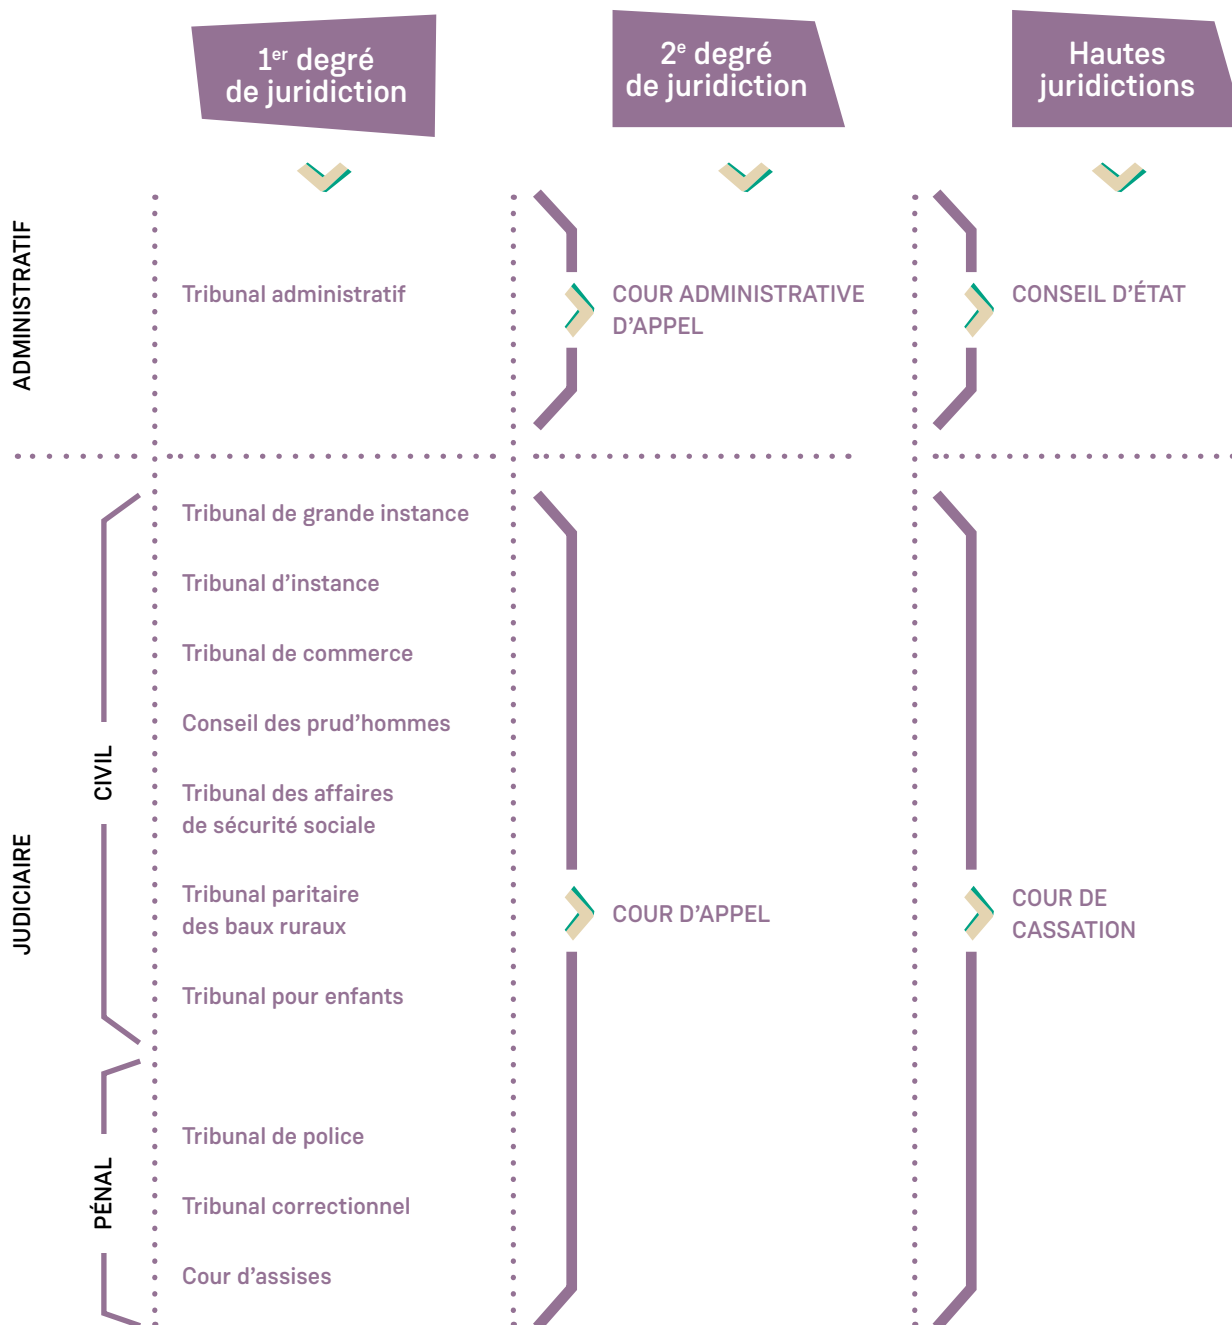 1er degré
de juridiction
2e degré
de juridiction
Hautes
juridictions
ADMINISTRATIF
Tribunal administratif
COUR ADMINISTRATIVE
D’APPEL
CONSEIL D’ÉTAT
JUDICIAIRE
CIVIL
Tribunal de grande instance
Tribunal d’instance
Tribunal de commerce
Conseil des prud’hommes
Tribunal des affaires
de sécurité sociale
Tribunal paritaire
des baux ruraux
Tribunal pour enfants
COUR D’APPEL
COUR DE
CASSATION
PÉNAL
Tribunal de police
Tribunal correctionnel
Cour d’assises